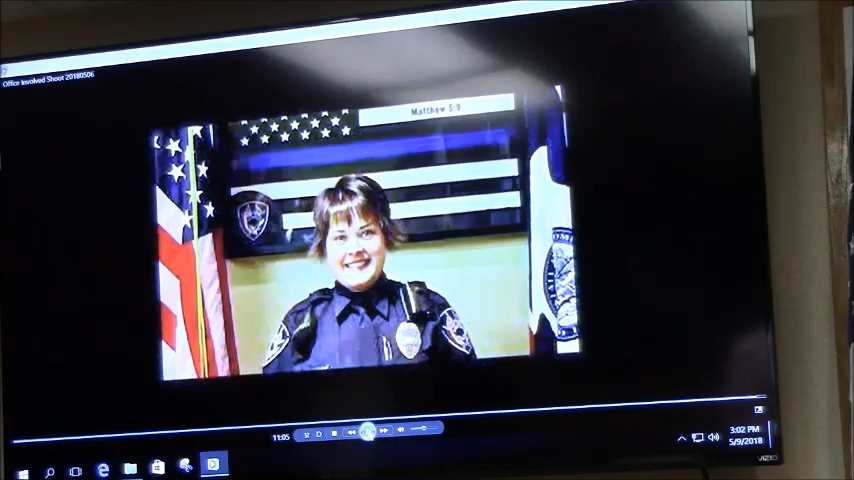 Office Involved Shoot 20180506
Matthew 5:9
11:05
3:02 PM
5/9/2018
VIZIO